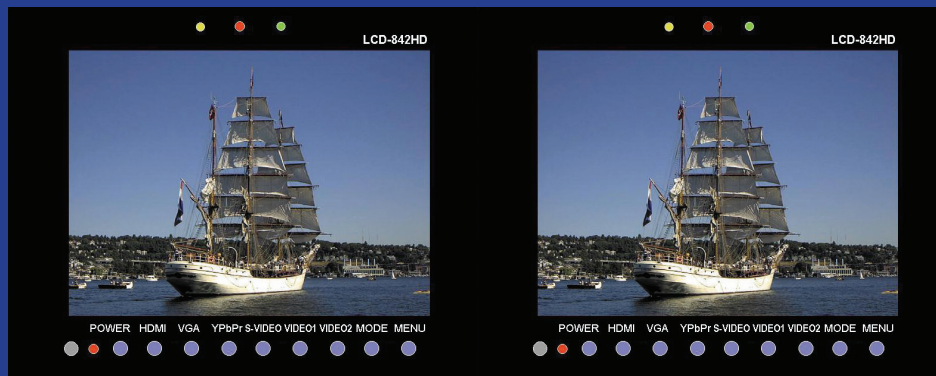 LCD-842HD
POWER HDMI VGA YPbPr S-VIDEO VIDEO1 VIDEO2 MODE MENU
LCD-842HD
POWER HDMI VGA YPbPr S-VIDEO VIDEO1 VIDEO2 MODE MENU